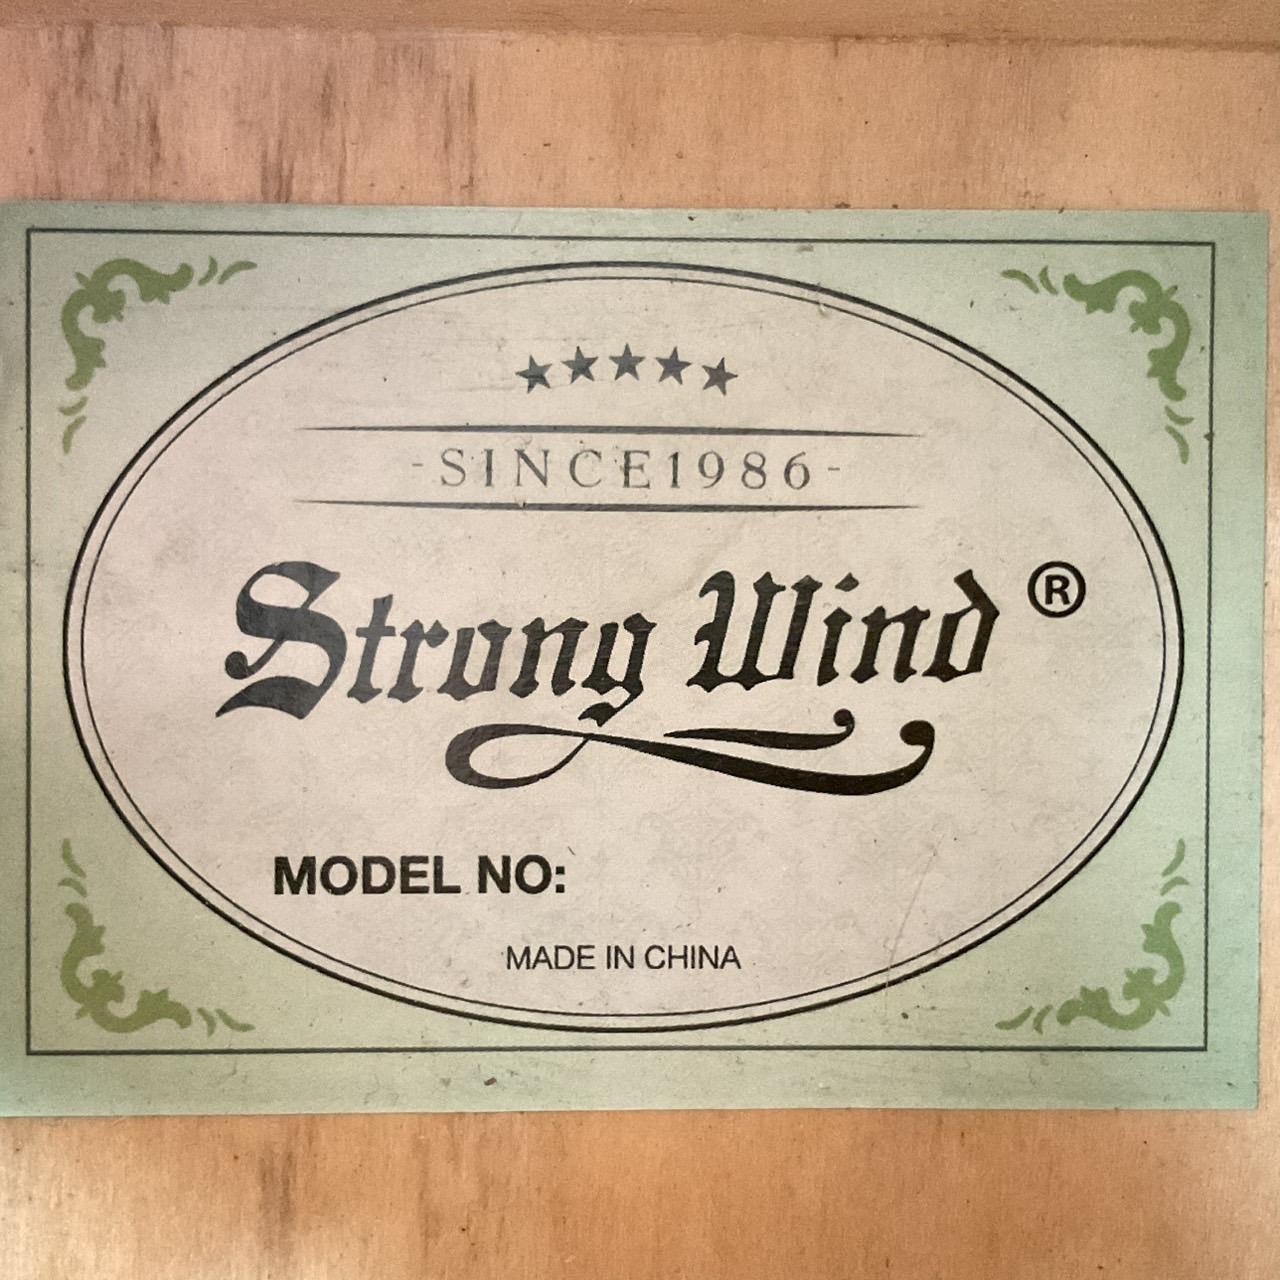 -SINCE1986-
Strong Wind®
MODEL NO:
MADE IN CHINA